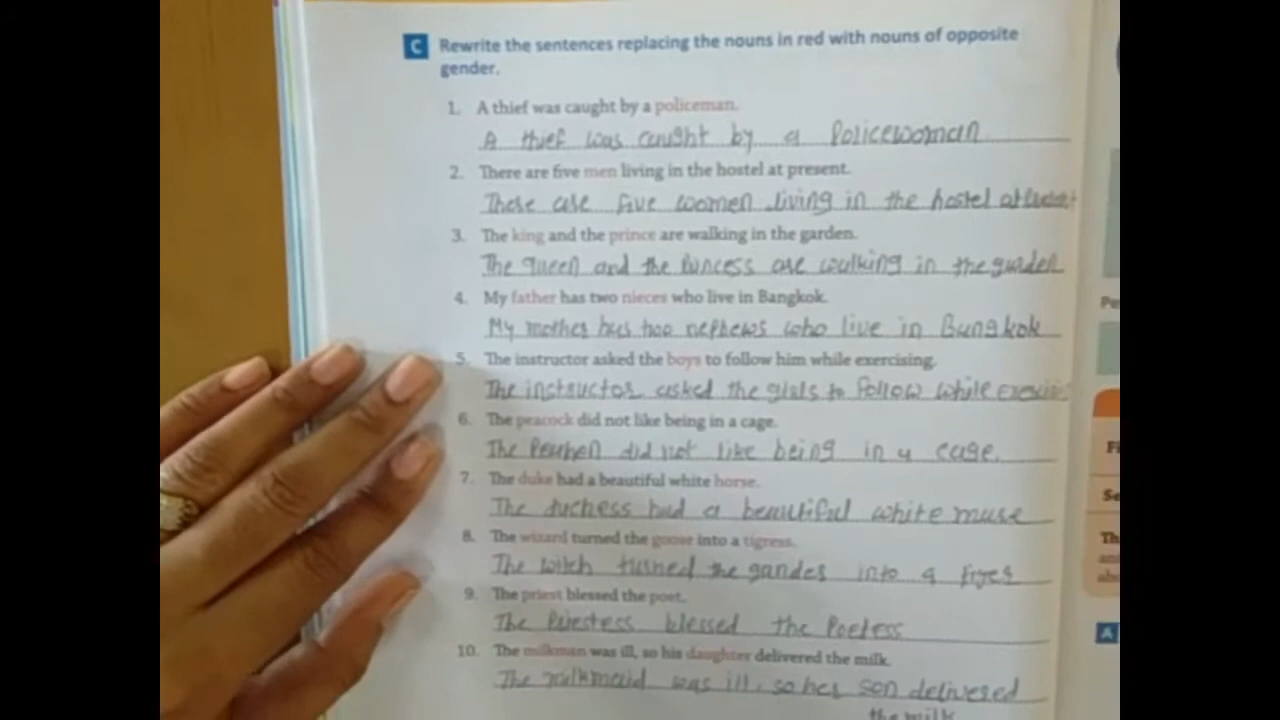 C Rewrite the sentences replacing the nouns in red with nouns of opposite
gender.
1. A thief was caught by a policeman.
A thief was caught by a Policewoman
2. There are five men living in the hostel at present.
There are five women living in the hostel at
3. The king and the prince are walking in the garden.
The queen and the Princess are walking in the garden
4. My father has two nieces who live in Bangkok.
My mother has two nephews who live in Bangkok
5. The instructor asked the boys to follow him while exercising.
The instructor asked the girls to follow while
6. The peacock did not like being in a cage.
The Peahen did not like being in a cage.
7. The duke had a beautiful white horse.
The duchess had a beautiful white mare
8. The wizard turned the goose into a tigress.
The witch turned the gander into a
9. The priest blessed the poet.
The Priestess blessed the Poetess
10. The milkman was ill, so his daughter delivered the milk.
The milkmaid was ill, so her son delivered
the milk
Pe
Fi
Se
Th
A